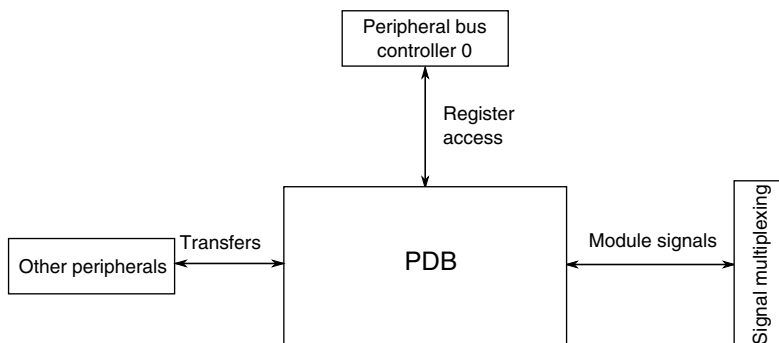 Peripheral bus
controller 0
Register
access
Transfers
Other peripherals
PDB
Module signals
Signal multiplexing